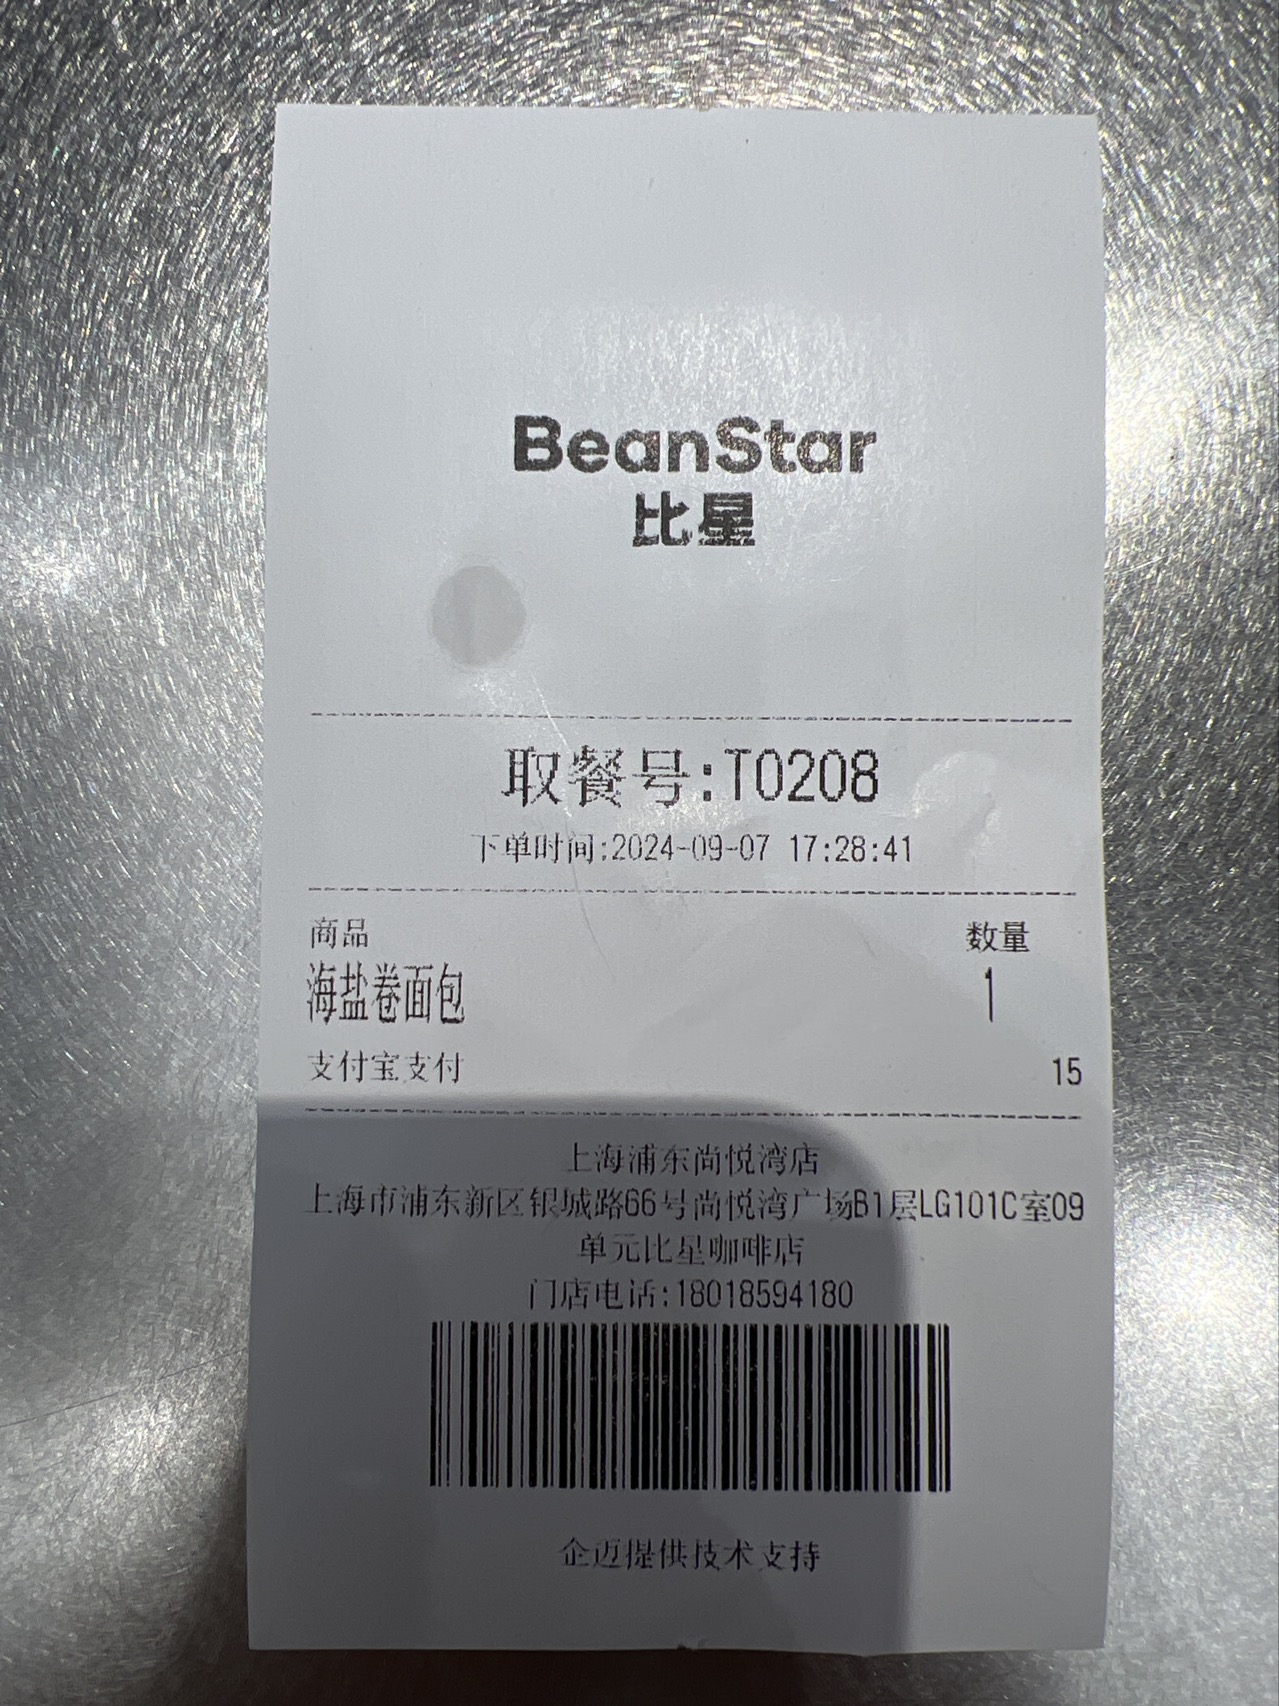 BeanStar
比星
取餐号:T0208
下单时间:2024-09-07 17:28:41
商品 数量
海盐卷面包 1
支付宝支付 15
上海浦东尚悦湾店
上海市浦东新区银城路66号尚悦湾广场B1层LG101C室09
单元比星咖啡店
门店电话:18018594180
企迈提供技术支持